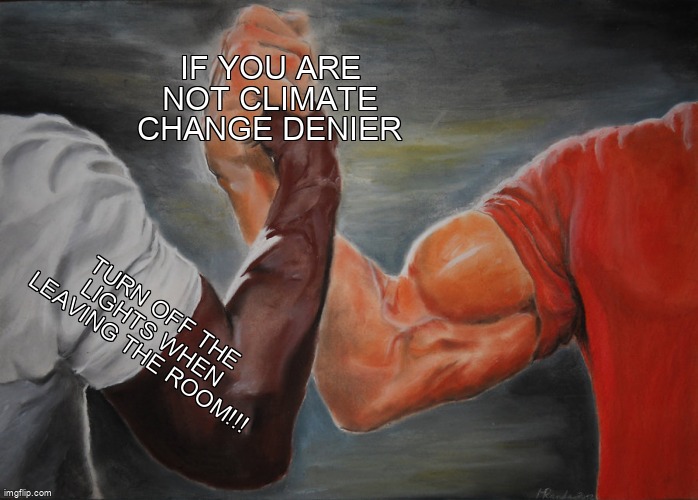 IF YOU ARE
NOT CLIMATE
CHANGE DENIER
TURN OFF THE
LIGHTS WHEN
LEAVING THE ROOM!!!
imgflip.com